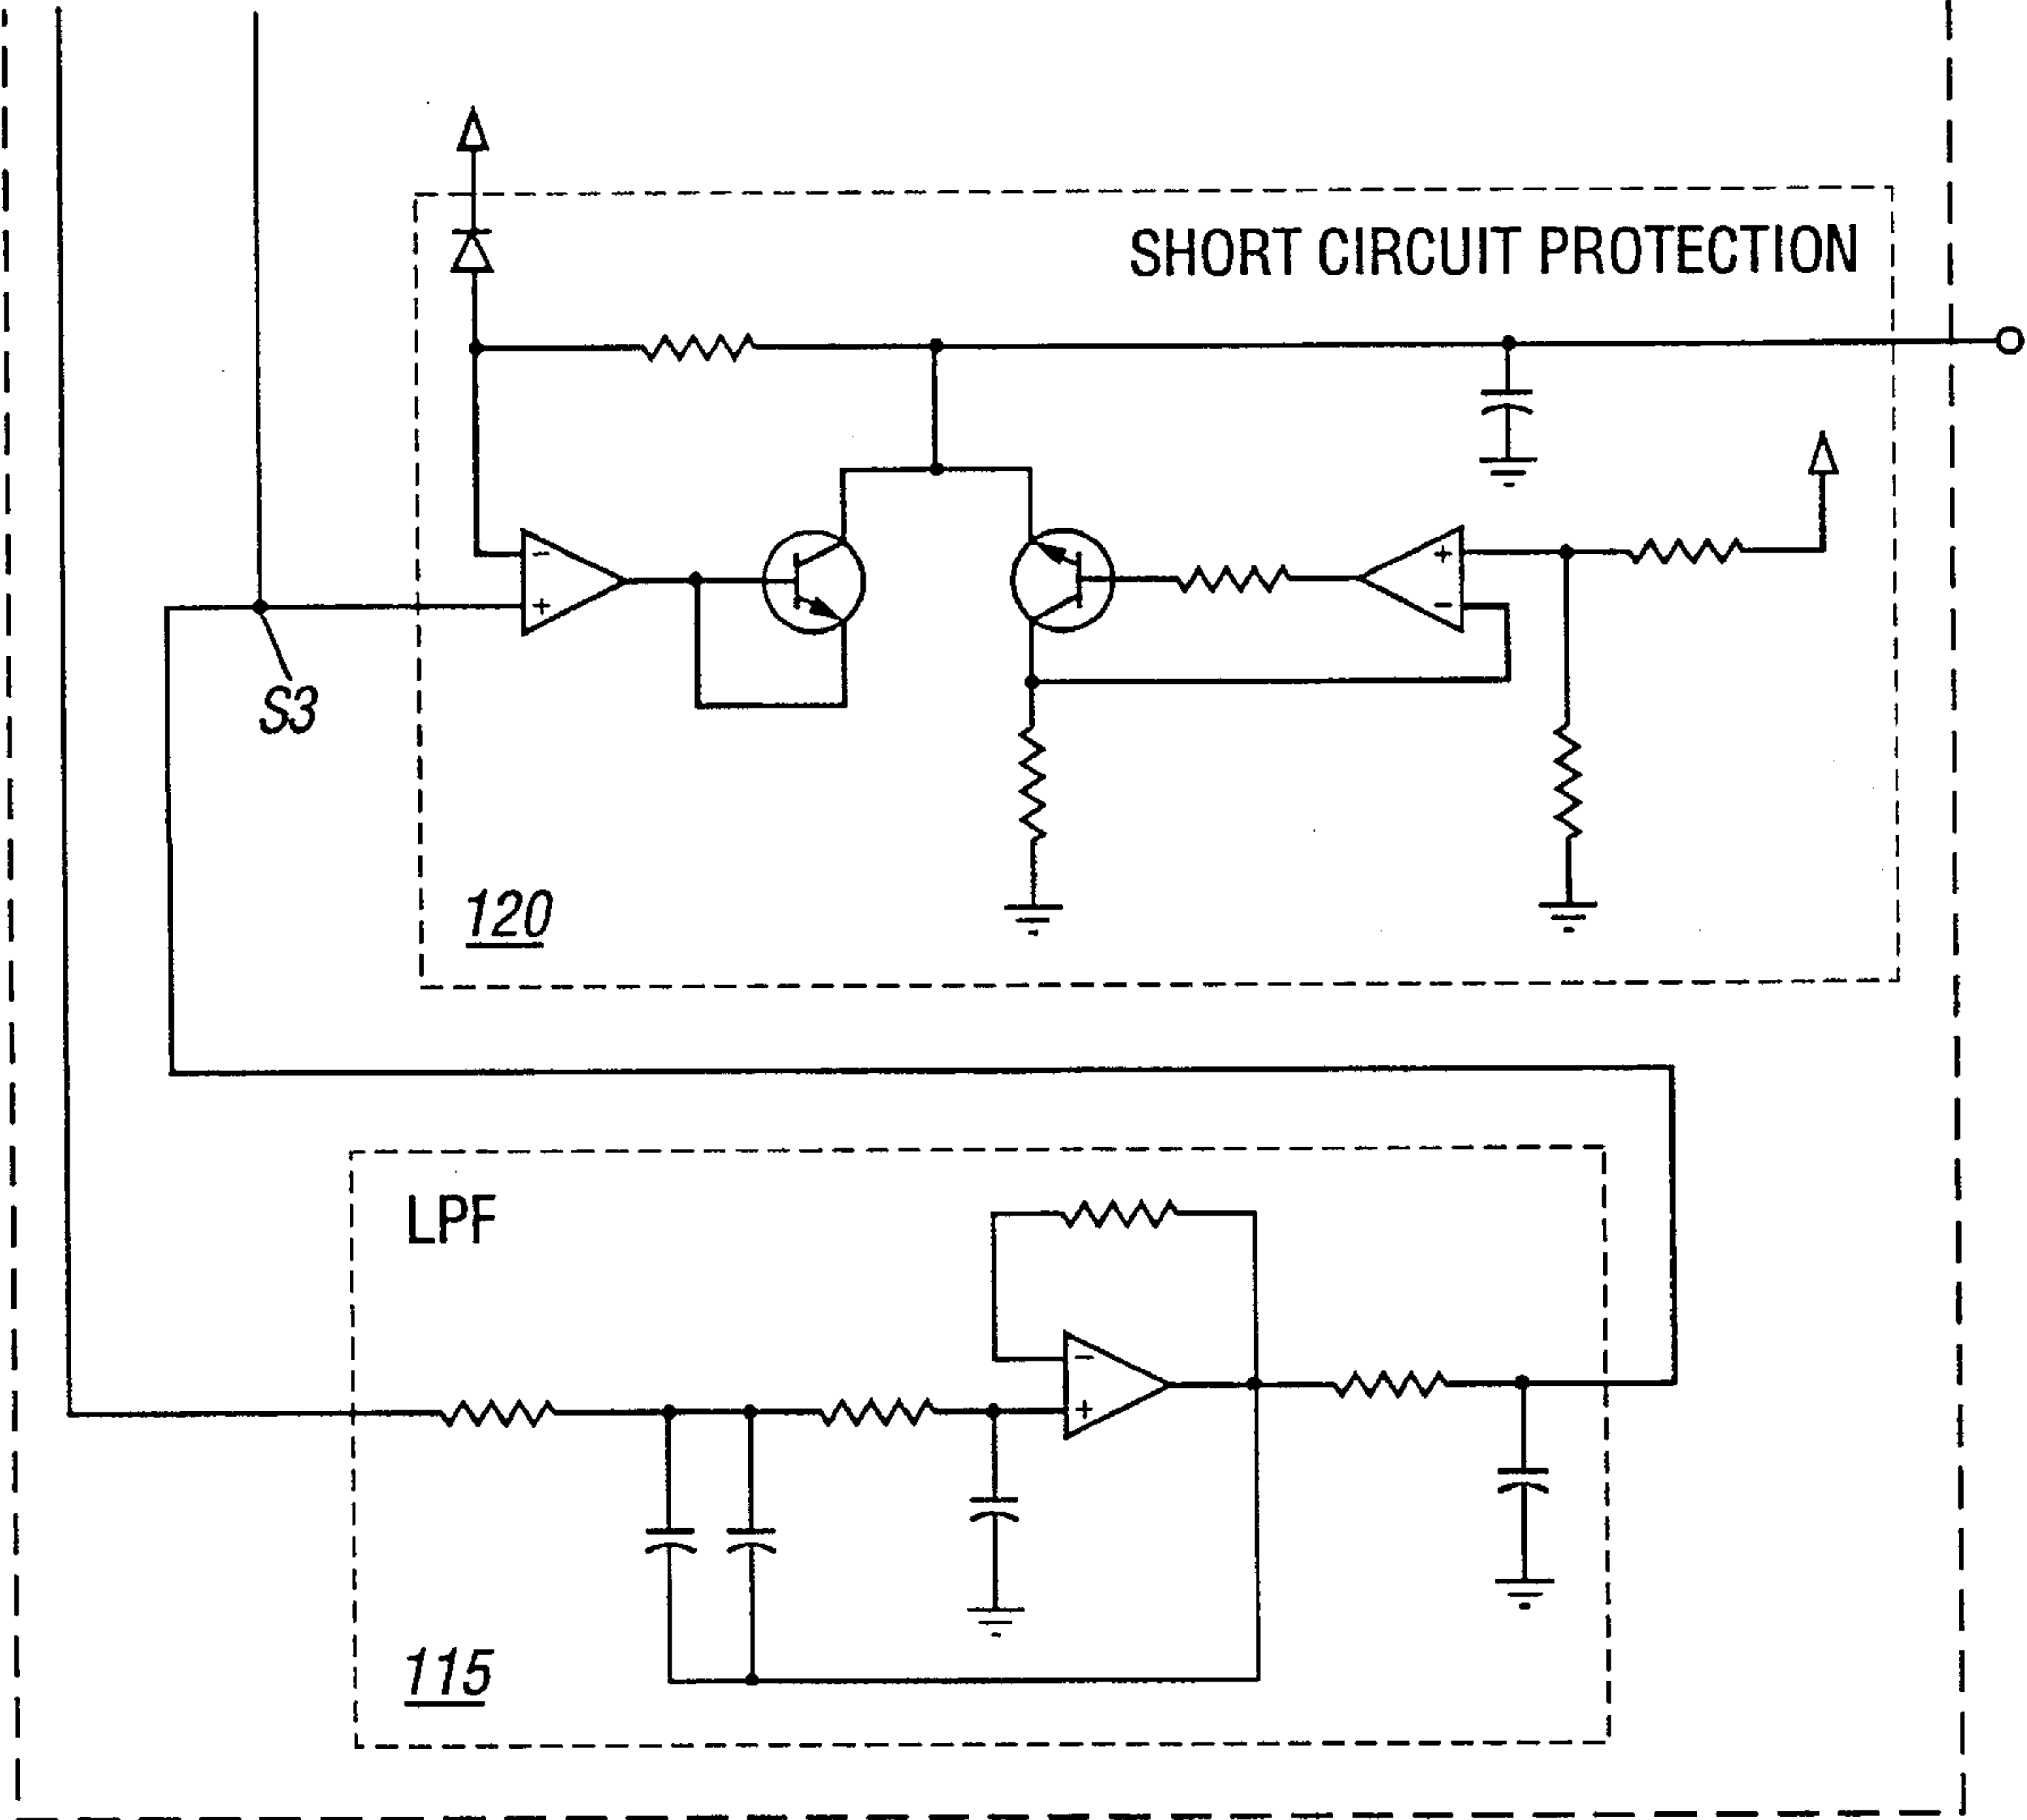 SHORT CIRCUIT PROTECTION
-
+
+
-
S3
120
LPF
-
+
115